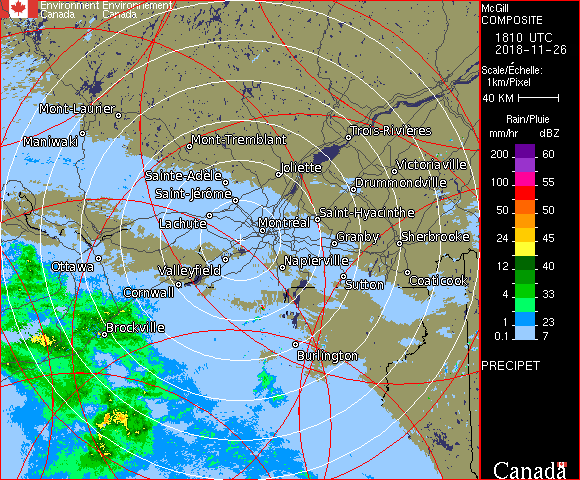 Environment Environnement
Canada Canada
McGill
COMPOSITE
1810 UTC
2018-11-26
Scale/Échelle:
1km/Pixel
40 KM
Rain/Pluie
mm/hr dBZ
200 60
150 55
100 55
50 50
24 45
12 40
4 33
1 23
0.1 7
PRECIPET
Canada
Mont-Laurier
Maniwaki
Mont-Tremblant
Trois-Rivières
Joliette
Victoriaville
Sainte-Adèle
Drummondville
Saint-Jérôme
Saint-Hyacinthe
Lachute
Montréal
Granby
Sherbrooke
Ottawa
Valleyfield
Napierville
Coaticook
Cornwall
Sutton
Brockville
Burlington